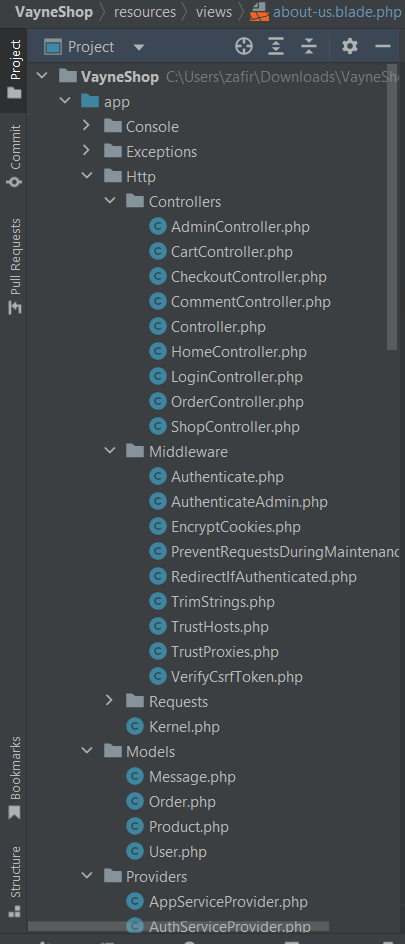 VayneShop > resources > views > about-us.blade.php
Project
Project
VayneShop C:\Users\zafir\Downloads\VayneSh
app
Console
Exceptions
Http
Controllers
AdminController.php
CartController.php
CheckoutController.php
CommentController.php
Controller.php
HomeController.php
LoginController.php
OrderController.php
ShopController.php
Middleware
Authenticate.php
AuthenticateAdmin.php
EncryptCookies.php
PreventRequestsDuringMaintenanc
RedirectIfAuthenticated.php
TrimStrings.php
TrustHosts.php
TrustProxies.php
VerifyCsrfToken.php
Requests
Kernel.php
Models
Message.php
Order.php
Product.php
User.php
Providers
AppServiceProvider.php
AuthServiceProvider.php
Commit
Pull Requests
Bookmarks
Structure